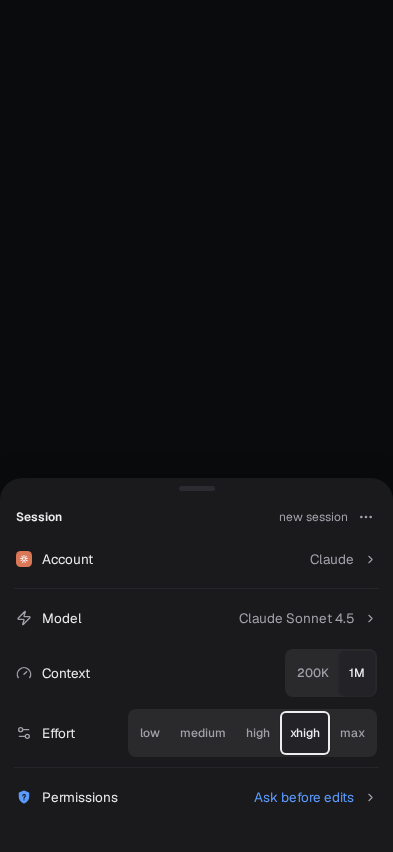 Session new session
Account Claude
Model Claude Sonnet 4.5
Context 200K 1M
Effort low medium high xhigh max
Permissions Ask before edits